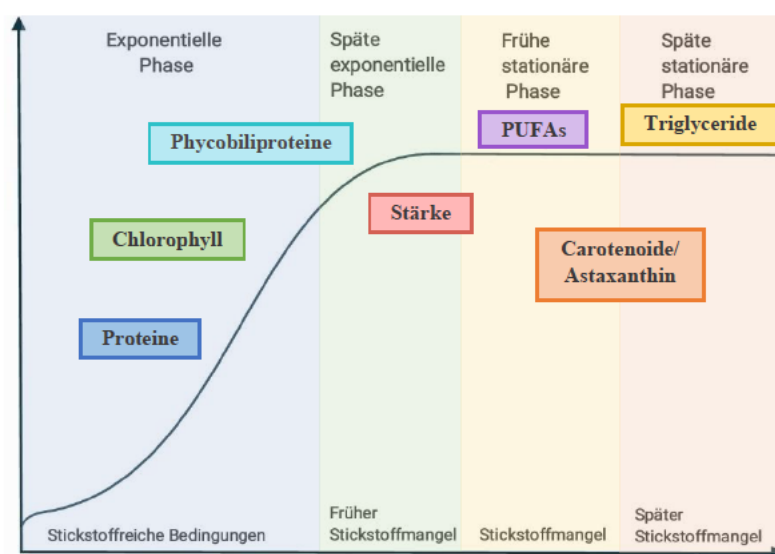 Exponentielle
Phase
Späte
exponentielle
Phase
Frühe
stationäre
Phase
Späte
stationäre
Phase
Phycobiliproteine
PUFAs
Triglyceride
Chlorophyll
Stärke
Carotenoide/
Astaxanthin
Proteine
Stickstoffreiche Bedingungen
Früher
Stickstoffmangel
Stickstoffmangel
Später
Stickstoffmangel